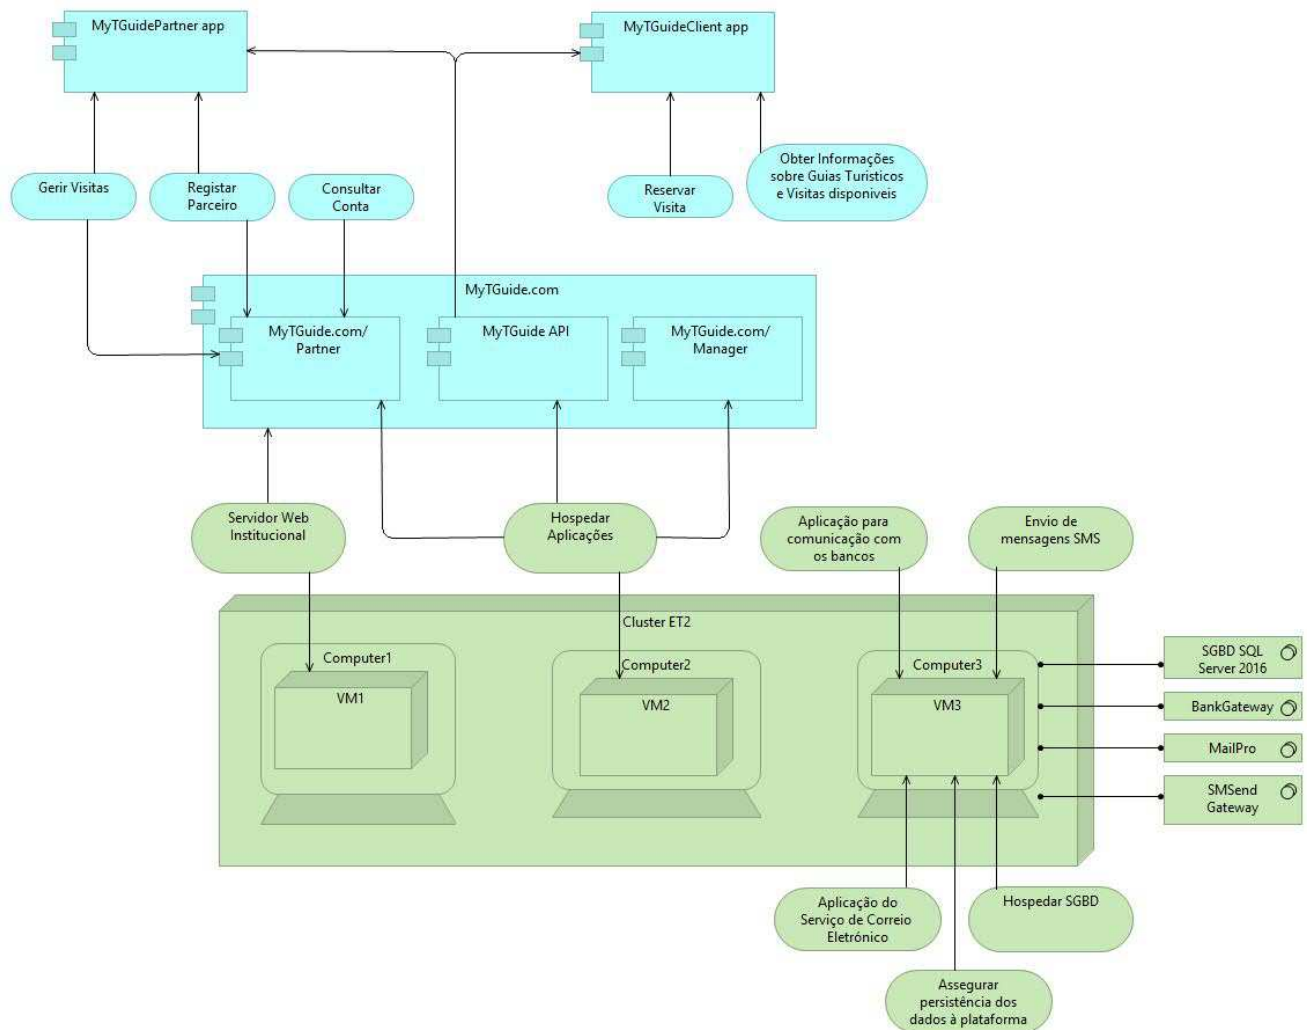 MyTGuidePartner app
MyTGuideClient app
Gerir Visitas
Registar
Parceiro
Consultar
Conta
Reservar
Visita
Obter Informações
sobre Guias Turisticos
e Visitas disponiveis
MyTGuide.com
MyTGuide.com/
Partner
MyTGuide API
MyTGuide.com/
Manager
Servidor Web
Institucional
Hospedar
Aplicações
Aplicação para
comunicação com
os bancos
Envio de
mensagens SMS
Cluster ET2
Computer1
VM1
Computer2
VM2
Computer3
VM3
SGBD SQL
Server 2016
BankGateway
MailPro
SMSend
Gateway
Aplicação do
Serviço de Correio
Eletrónico
Hospedar SGBD
Assegurar
persistência dos
dados à plataforma